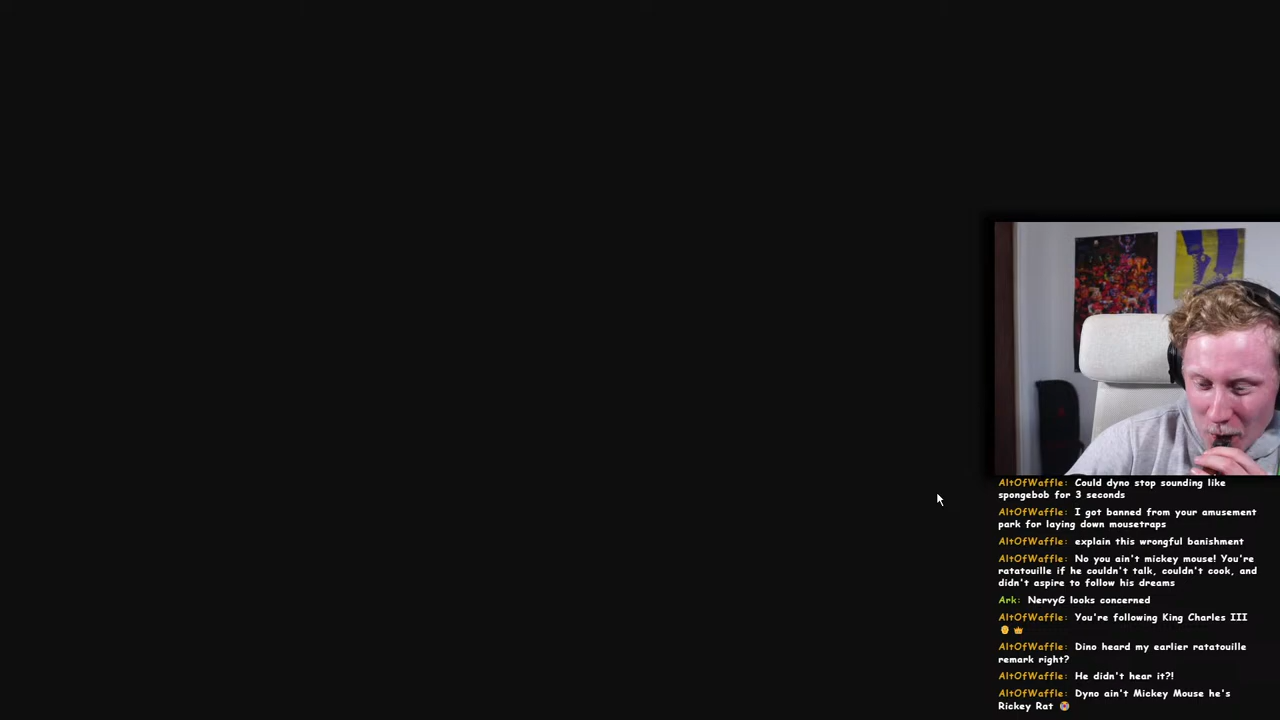 AltOfWaffle: Could dyno stop sounding like
spongebob for 3 seconds
AltOfWaffle: I got banned from your amusement
park for laying down mousetraps
AltOfWaffle: explain this wrongful banishment
AltOfWaffle: No you ain't mickey mouse! You're
ratatouille if he couldn't talk, couldn't cook, and
didn't aspire to follow his dreams
Ark: NervyG looks concerned
AltOfWaffle: You're following King Charles III
AltOfWaffle: Dino heard my earlier ratatouille
remark right?
AltOfWaffle: He didn't hear it?!
AltOfWaffle: Dyno ain't Mickey Mouse he's
Rickey Rat